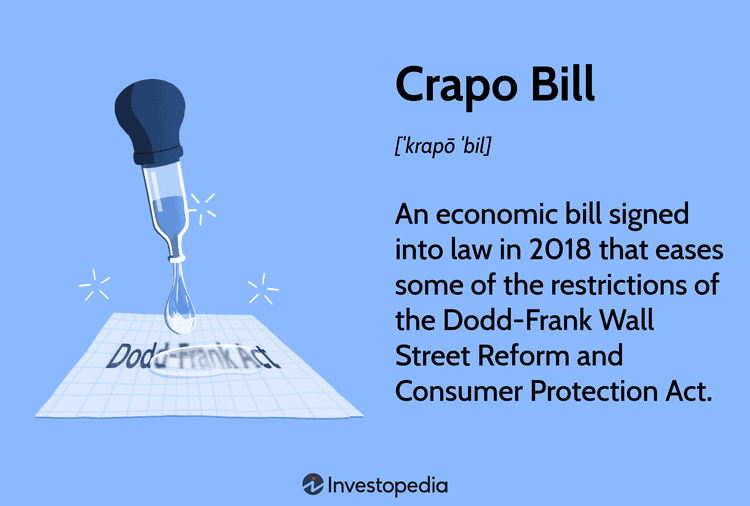 Crapo Bill
['krapō 'bil]
An economic bill signed
into law in 2018 that eases
some of the restrictions of
the Dodd-Frank Wall
Street Reform and
Consumer Protection Act.
Dodd-Frank Act
Investopedia